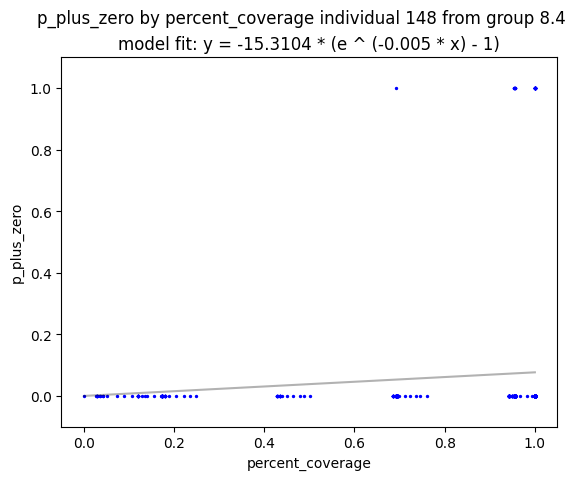 p_plus_zero by percent_coverage individual 148 from group 8.4
model fit: y = -15.3104 * (e ^ (-0.005 * x) - 1)
1.0
0.8
0.6
0.4
0.2
0.0
p_plus_zero
0.0 0.2 0.4 0.6 0.8 1.0
percent_coverage